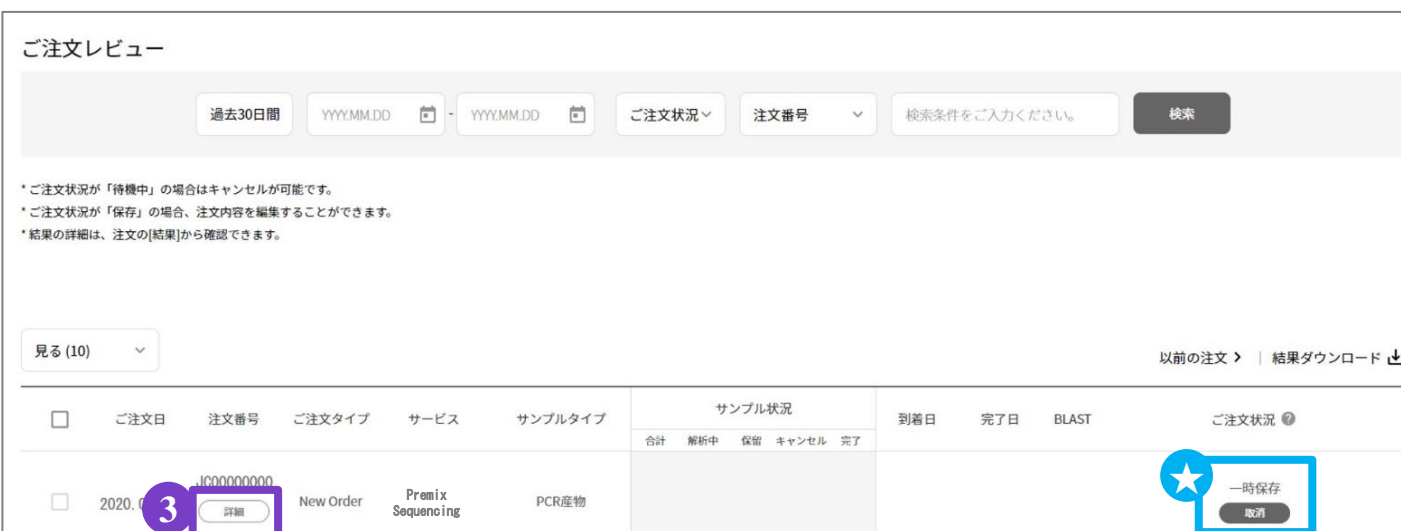 ご注文レビュー
過去30日間 YYYY.MM.DD - YYYY.MM.DD ご注文状況 注文番号 検索条件をご入力ください。 検索
* ご注文状況が「待機中」の場合はキャンセルが可能です。
* ご注文状況が「保存」の場合、注文内容を編集することができます。
* 結果の詳細は、注文の[結果]から確認できます。
見る (10)
以前の注文 | 結果ダウンロード
ご注文日 注文番号 ご注文タイプ サービス サンプルタイプ サンプル状況 到着日 完了日 BLAST ご注文状況 ?
合計 解析中 保留 キャンセル 完了
2020. 3 JC00000000 詳細 New Order Premix Sequencing PCR産物 一時保存 取消